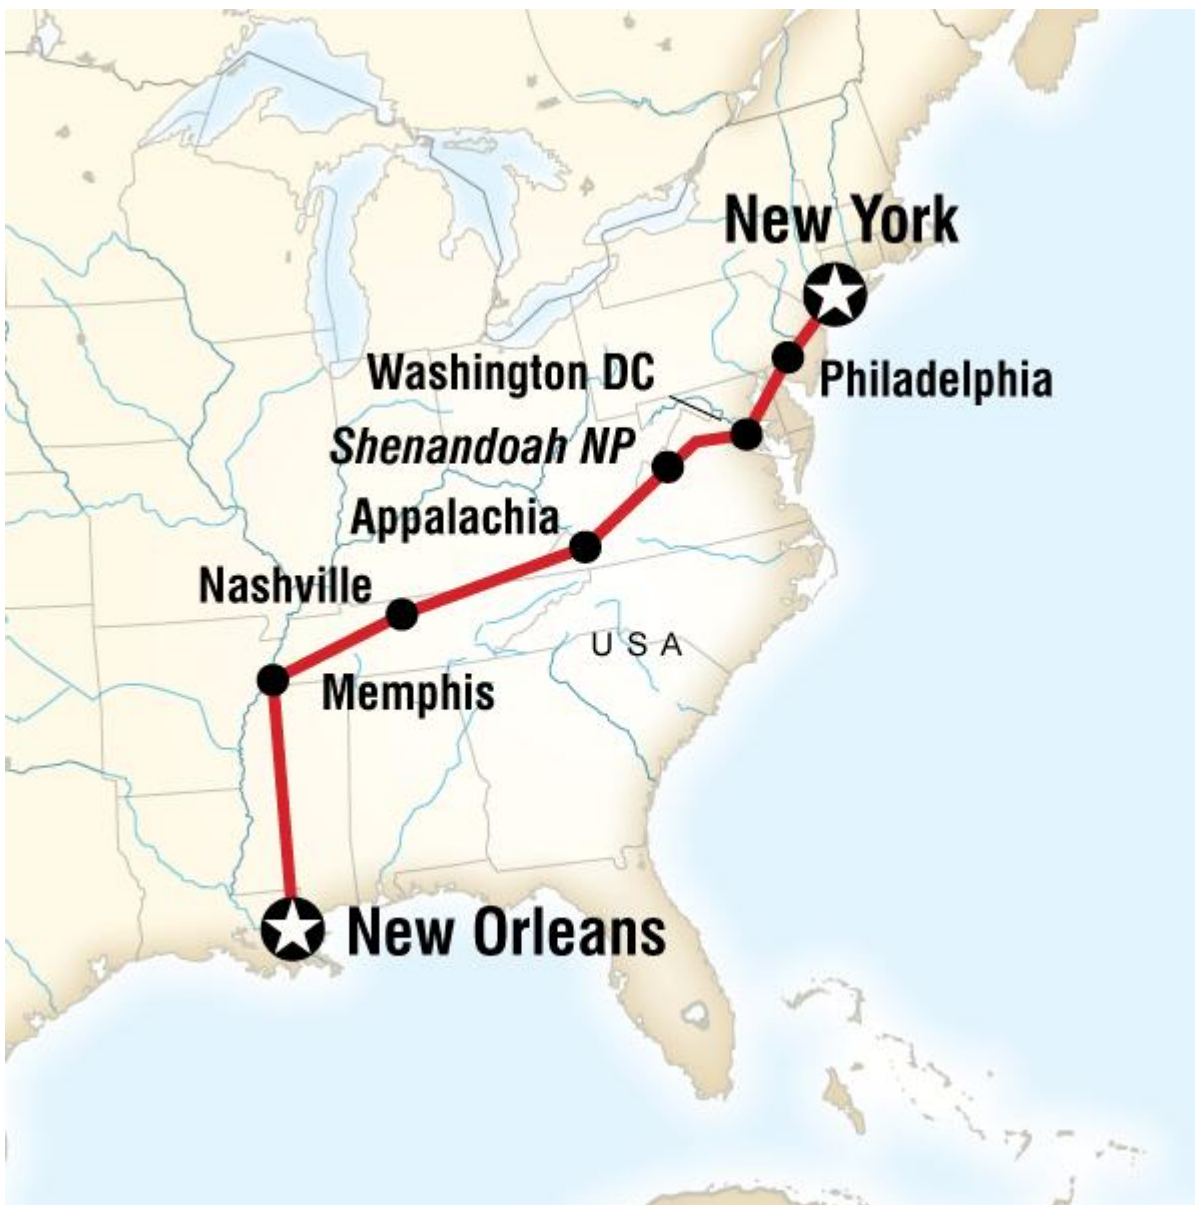 New York
Washington DC
Philadelphia
Shenandoah NP
Appalachia
Nashville
USA
Memphis
New Orleans